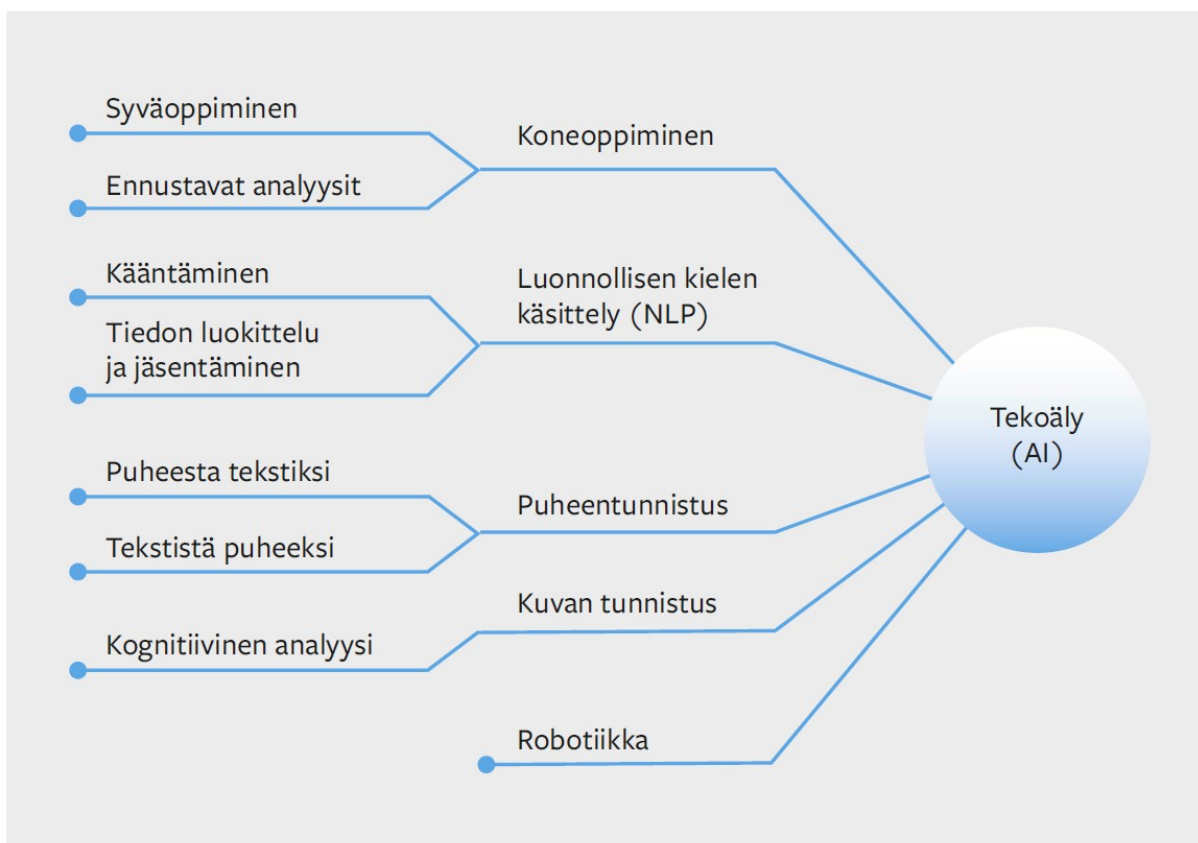 Syväoppiminen
Ennustavat analyysit
Koneoppiminen
Kääntäminen
Tiedon luokittelu
ja jäsentäminen
Luonnollisen kielen
käsittely (NLP)
Puheesta tekstiksi
Tekstistä puheeksi
Puheentunnistus
Kognitiivinen analyysi
Kuvan tunnistus
Robotiikka
Tekoäly
(AI)